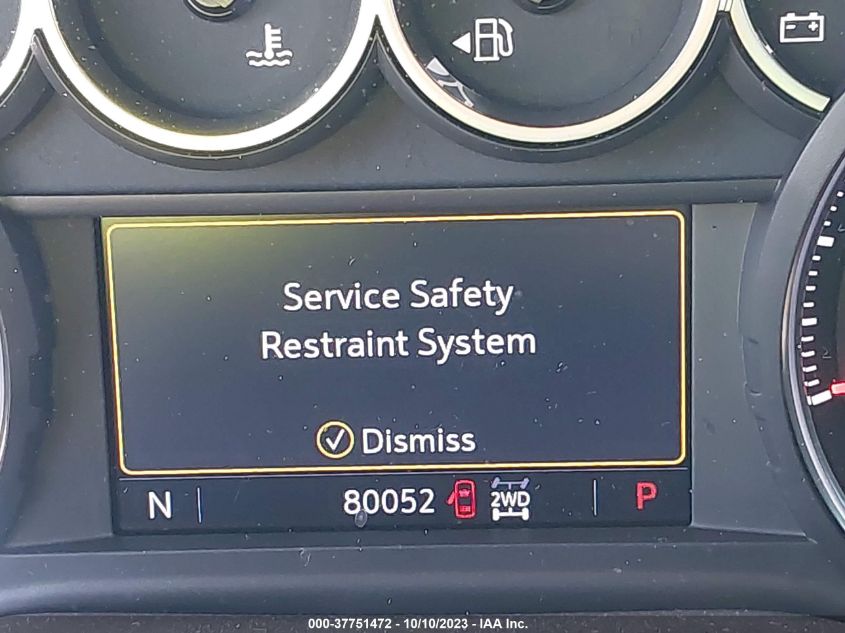 Service Safety
Restraint System
Dismiss
N 80052 2WD P
000-37751472 - 10/10/2023 - IAA Inc.